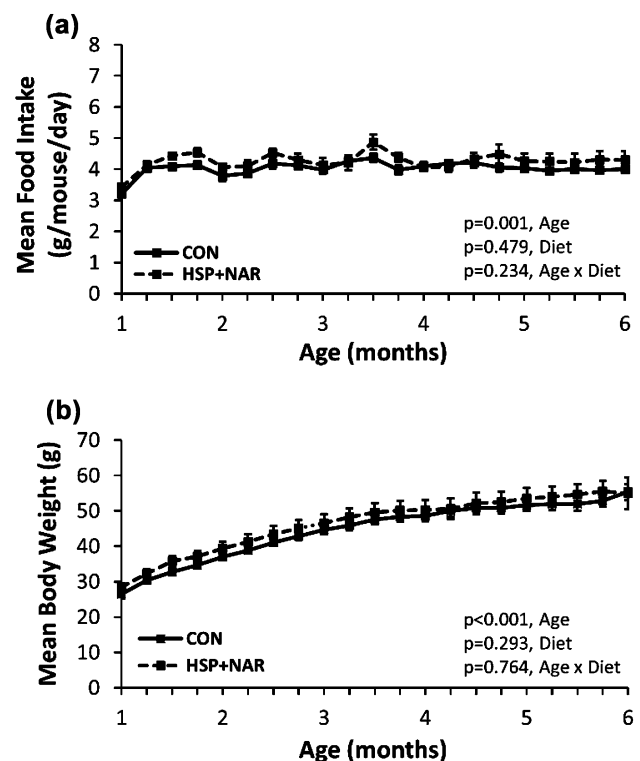 (a)
Mean Food Intake
(g/mouse/day)
8
7
6
5
4
3
2
1
0
CON
HSP+NAR
p=0.001, Age
p=0.479, Diet
p=0.234, Age x Diet
1 2 3 4 5 6
Age (months)
(b)
Mean Body Weight (g)
70
60
50
40
30
20
10
0
CON
HSP+NAR
p<0.001, Age
p=0.293, Diet
p=0.764, Age x Diet
1 2 3 4 5 6
Age (months)